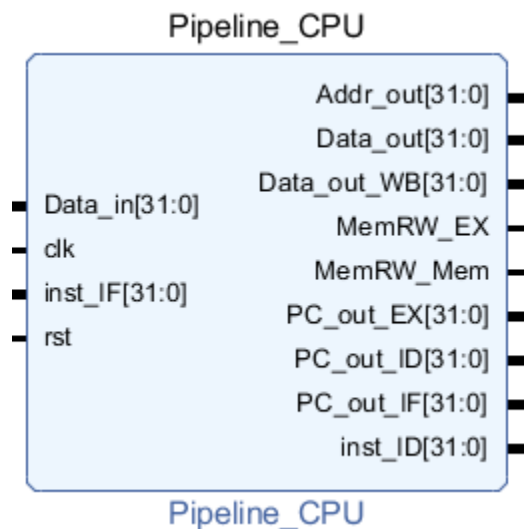 Pipeline_CPU
Data_in[31:0]
clk
inst_IF[31:0]
rst
Addr_out[31:0]
Data_out[31:0]
Data_out_WB[31:0]
MemRW_EX
MemRW_Mem
PC_out_EX[31:0]
PC_out_ID[31:0]
PC_out_IF[31:0]
inst_ID[31:0]
Pipeline_CPU